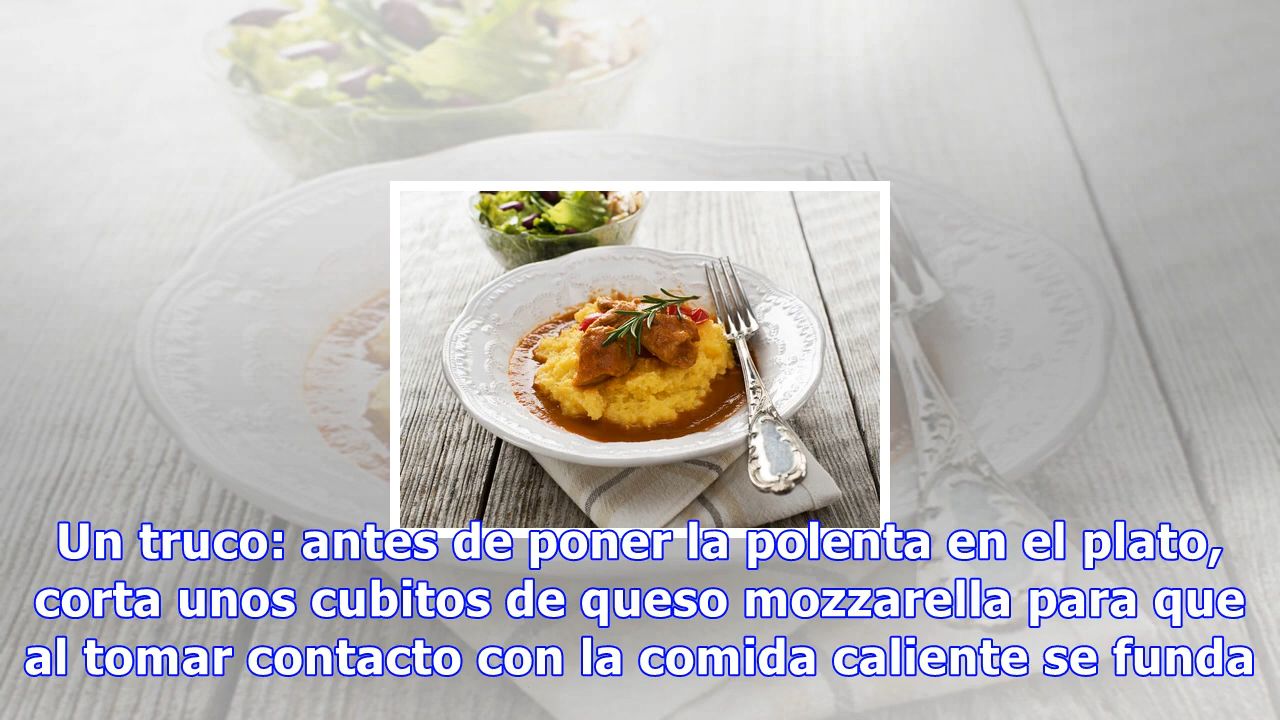 Un truco: antes de poner la polenta en el plato,
corta unos cubitos de queso mozzarella para que
al tomar contacto con la comida caliente se funda